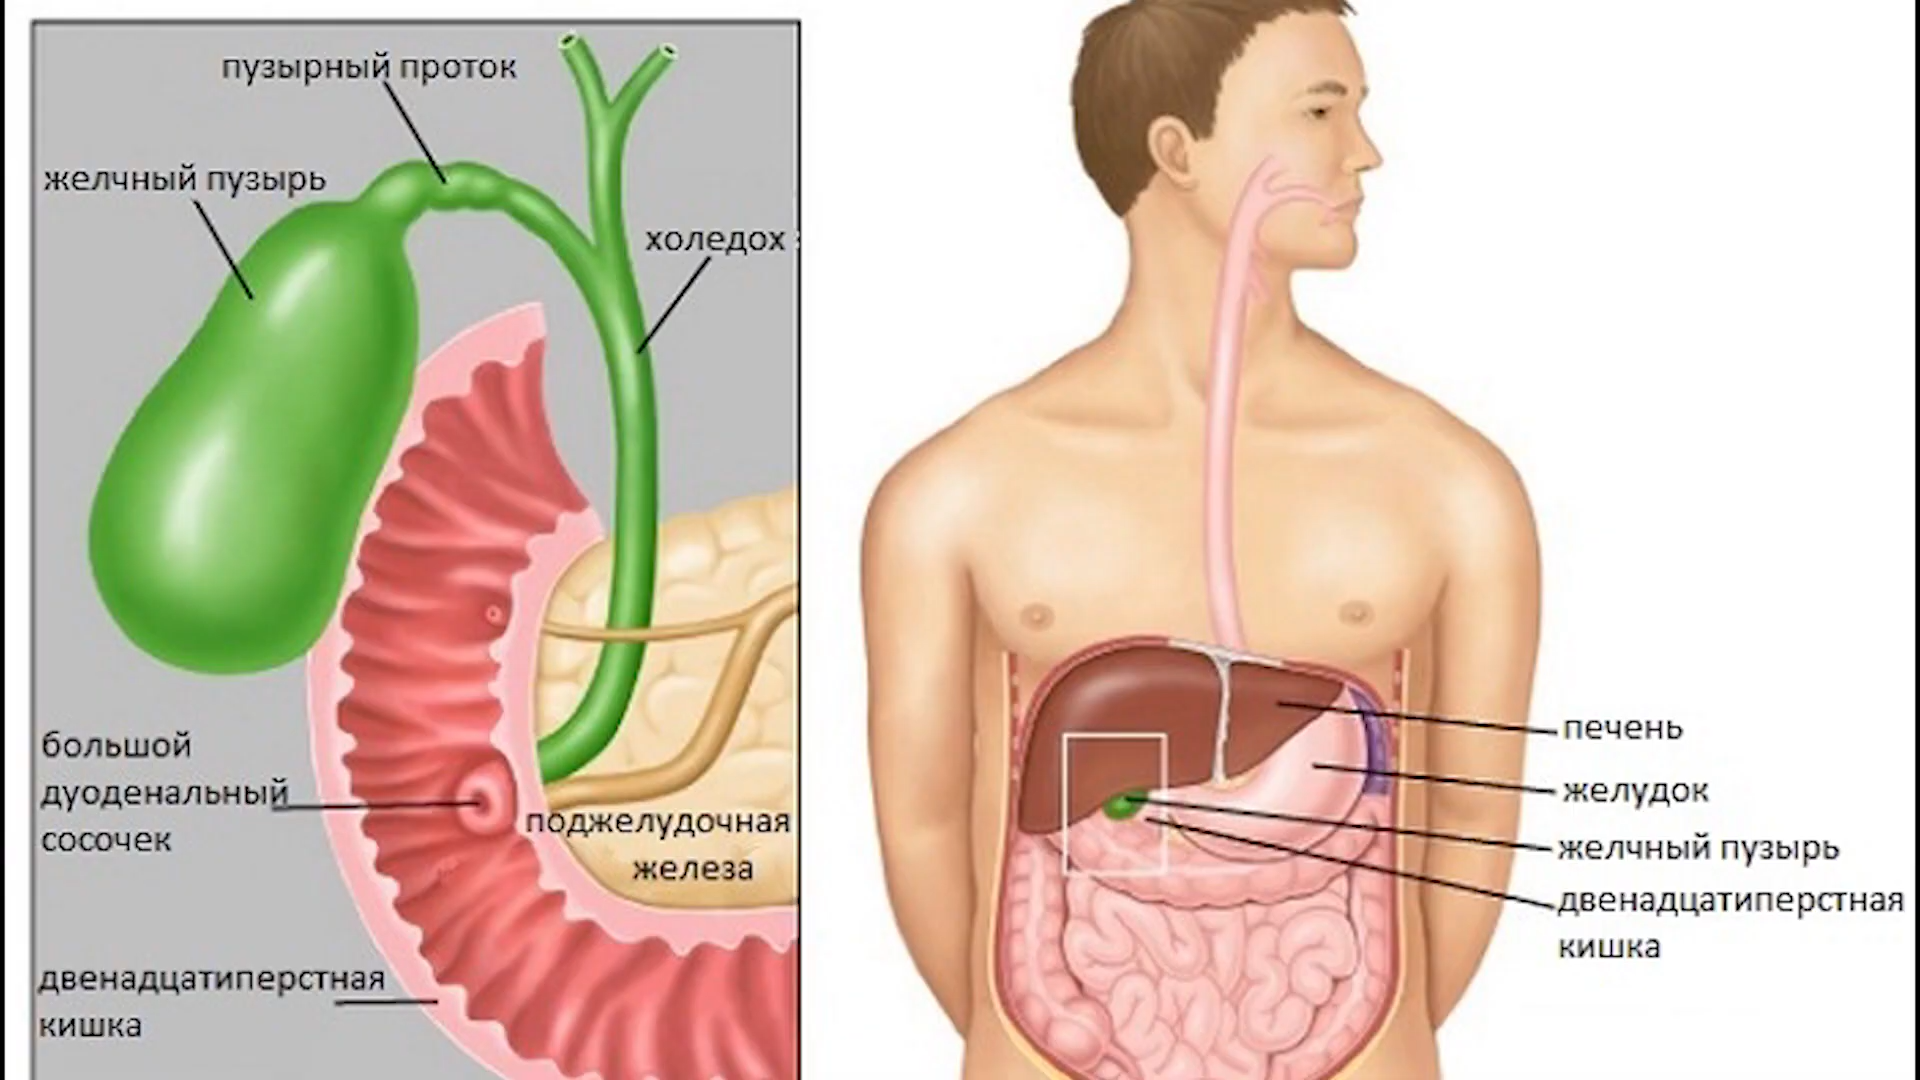 пузырный проток
желчный пузырь
холедох
большой
дуоденальный
сосочек
поджелудочная
железа
двенадцатиперстная
кишка
печень
желудок
желчный пузырь
двенадцатиперстная
кишка